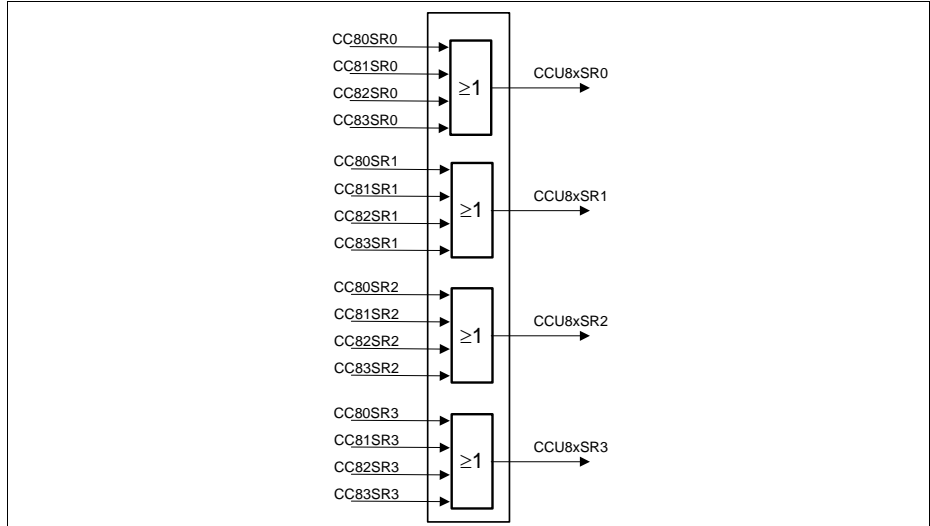 CC80SR0
CC81SR0
CC82SR0
CC83SR0
≥1
CCU8xSR0
CC80SR1
CC81SR1
CC82SR1
CC83SR1
≥1
CCU8xSR1
CC80SR2
CC81SR2
CC82SR2
CC83SR2
≥1
CCU8xSR2
CC80SR3
CC81SR3
CC82SR3
CC83SR3
≥1
CCU8xSR3